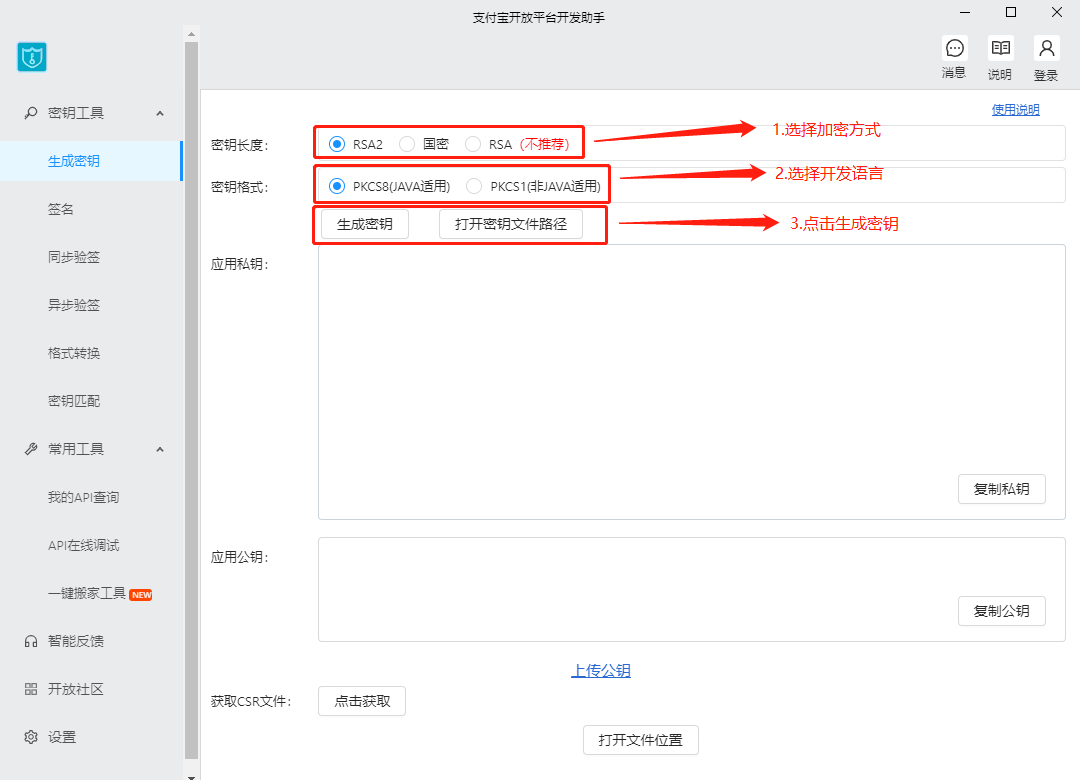 支付宝开放平台开发助手
消息
说明
登录
密钥工具
生成密钥
签名
同步验签
异步验签
格式转换
密钥匹配
常用工具
我的API查询
API在线调试
一键搬家工具 NEW
智能反馈
开放社区
设置
使用说明
密钥长度: RSA2 国密 RSA (不推荐) 1.选择加密方式
密钥格式: PKCS8(JAVA适用) PKCS1(非JAVA适用) 2.选择开发语言
生成密钥 打开密钥文件路径 3.点击生成密钥
应用私钥:
复制私钥
应用公钥:
复制公钥
上传公钥
获取CSR文件: 点击获取
打开文件位置